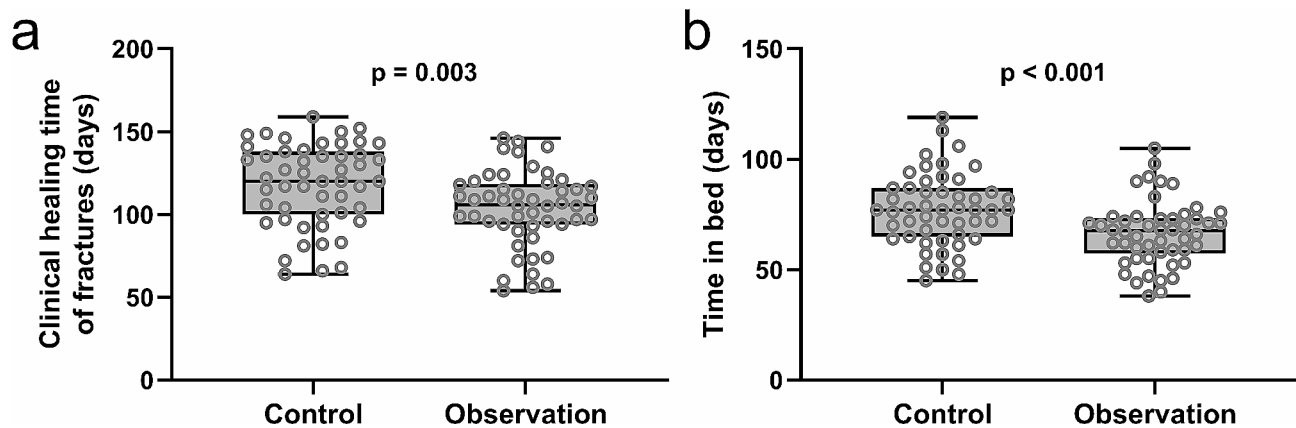 a
Clinical healing time
of fractures (days)
200
150
100
50
0
p = 0.003
Control
Observation
b
Time in bed (days)
150
100
50
0
p < 0.001
Control
Observation